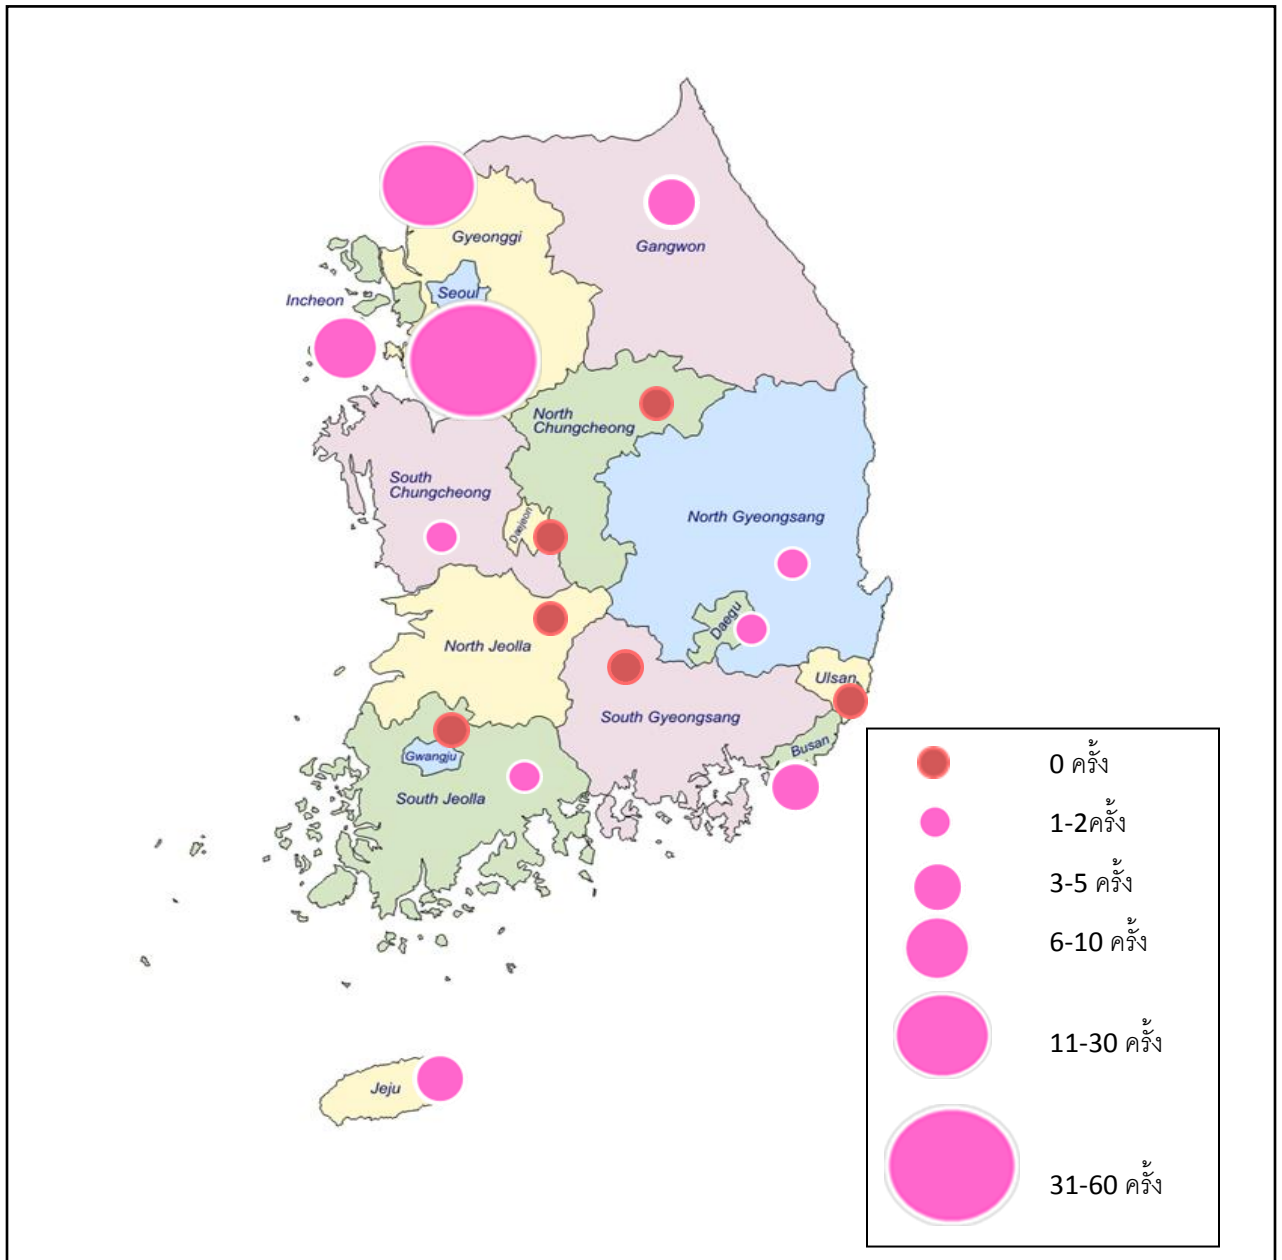 Gyeonggi
Gangwon
Seoul
Incheon
North
Chungcheong
South
Chungcheong
Daejeon
North Gyeongsang
Daegu
North Jeolla
Ulsan
South Gyeongsang
Busan
Gwangju
South Jeolla
Jeju
0 ครั้ง
1-2ครั้ง
3-5 ครั้ง
6-10 ครั้ง
11-30 ครั้ง
31-60 ครั้ง